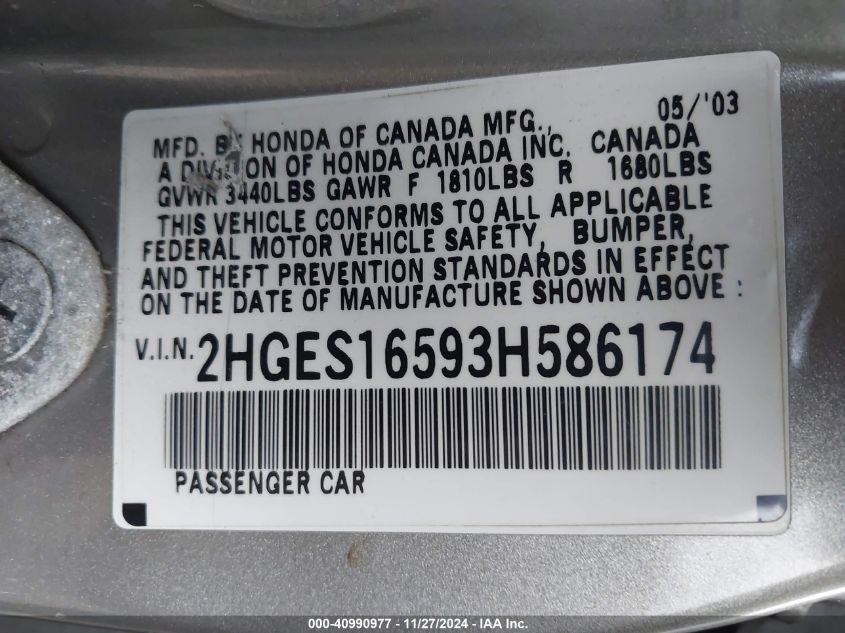 05/'03
MFD. BY HONDA OF CANADA MFG., 
A DIVISION OF HONDA CANADA INC. CANADA
GVWR 3440LBS GAWR F 1810LBS R 1680LBS
THIS VEHICLE CONFORMS TO ALL APPLICABLE
FEDERAL MOTOR VEHICLE SAFETY, BUMPER,
AND THEFT PREVENTION STANDARDS IN EFFECT
ON THE DATE OF MANUFACTURE SHOWN ABOVE :
V.I.N. 2HGES16593H586174
PASSENGER CAR
000-40990977 - 11/27/2024 - IAA Inc.